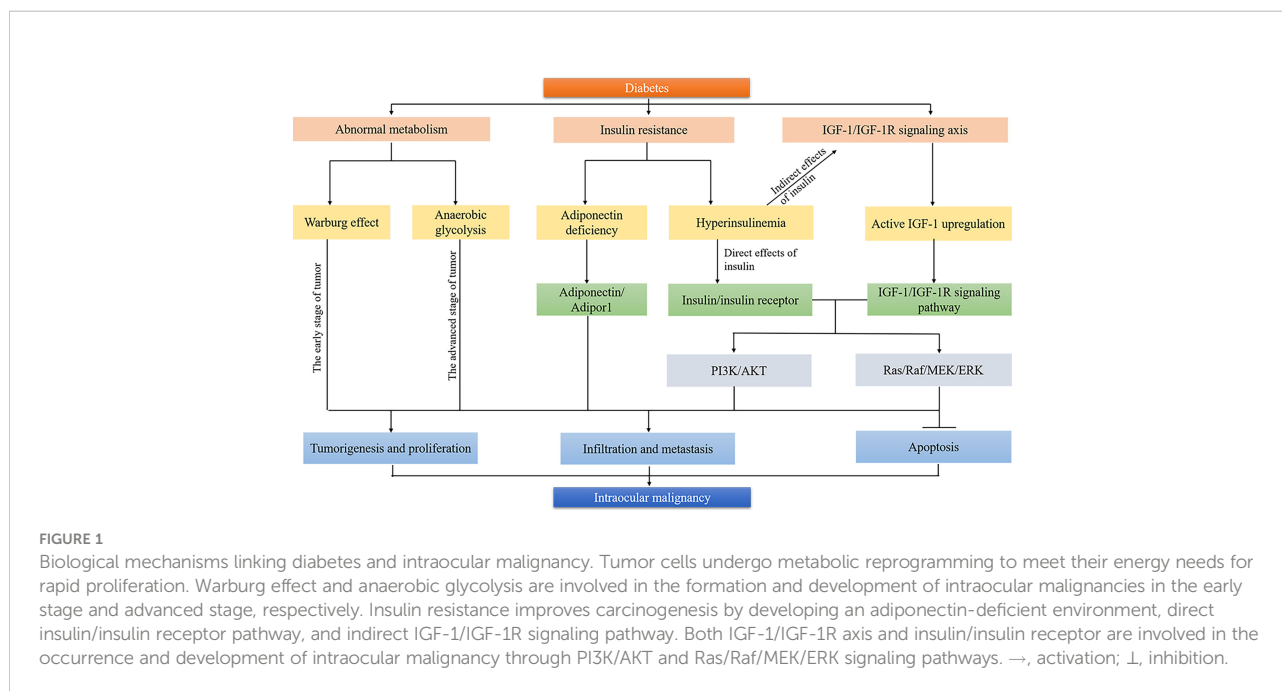 Diabetes
Abnormal metabolism
Insulin resistance
IGF-1/IGF-1R signaling axis
Indirect effects
of insulin
Warburg effect
Anaerobic
glycolysis
Adiponectin
deficiency
Hyperinsulinemia
Active IGF-1 upregulation
Direct effects of
insulin
The early stage of tumor
The advanced stage of tumor
Adiponectin/
Adipor1
Insulin/insulin receptor
IGF-1/IGF-1R signaling
pathway
PI3K/AKT
Ras/Raf/MEK/ERK
Tumorigenesis and proliferation
Infiltration and metastasis
Apoptosis
Intraocular malignancy
FIGURE 1
Biological mechanisms linking diabetes and intraocular malignancy. Tumor cells undergo metabolic reprogramming to meet their energy needs for
rapid proliferation. Warburg effect and anaerobic glycolysis are involved in the formation and development of intraocular malignancies in the early
stage and advanced stage, respectively. Insulin resistance improves carcinogenesis by developing an adiponectin-deficient environment, direct
insulin/insulin receptor pathway, and indirect IGF-1/IGF-1R signaling pathway. Both IGF-1/IGF-1R axis and insulin/insulin receptor are involved in the
occurrence and development of intraocular malignancy through PI3K/AKT and Ras/Raf/MEK/ERK signaling pathways. →, activation; ⊥, inhibition.